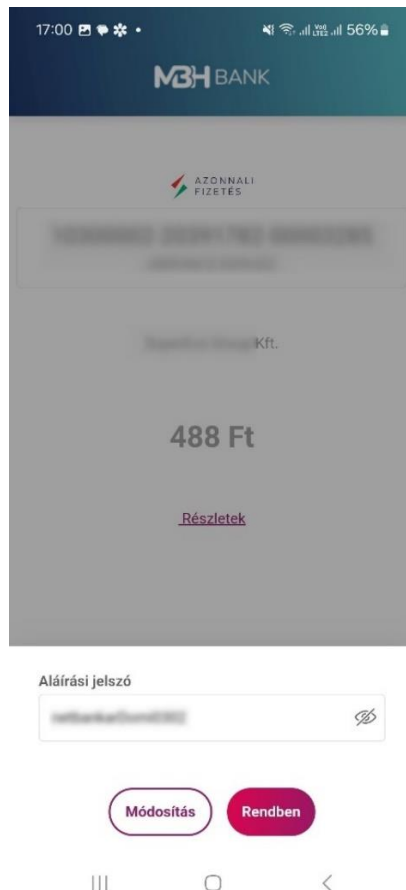 17:00 56%
MBH BANK
AZONNALI
FIZETÉS
Kft.
488 Ft
Részletek
Aláírási jelszó
Módosítás Rendben